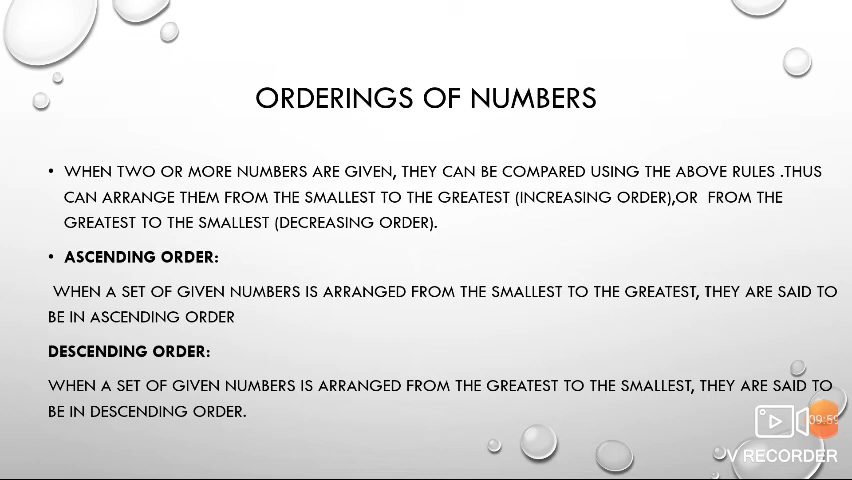 ORDERINGS OF NUMBERS
• WHEN TWO OR MORE NUMBERS ARE GIVEN, THEY CAN BE COMPARED USING THE ABOVE RULES .THUS
CAN ARRANGE THEM FROM THE SMALLEST TO THE GREATEST (INCREASING ORDER),OR FROM THE
GREATEST TO THE SMALLEST (DECREASING ORDER).
• ASCENDING ORDER:
WHEN A SET OF GIVEN NUMBERS IS ARRANGED FROM THE SMALLEST TO THE GREATEST, THEY ARE SAID TO
BE IN ASCENDING ORDER
DESCENDING ORDER:
WHEN A SET OF GIVEN NUMBERS IS ARRANGED FROM THE GREATEST TO THE SMALLEST, THEY ARE SAID TO
BE IN DESCENDING ORDER.
09:59
V RECORDER